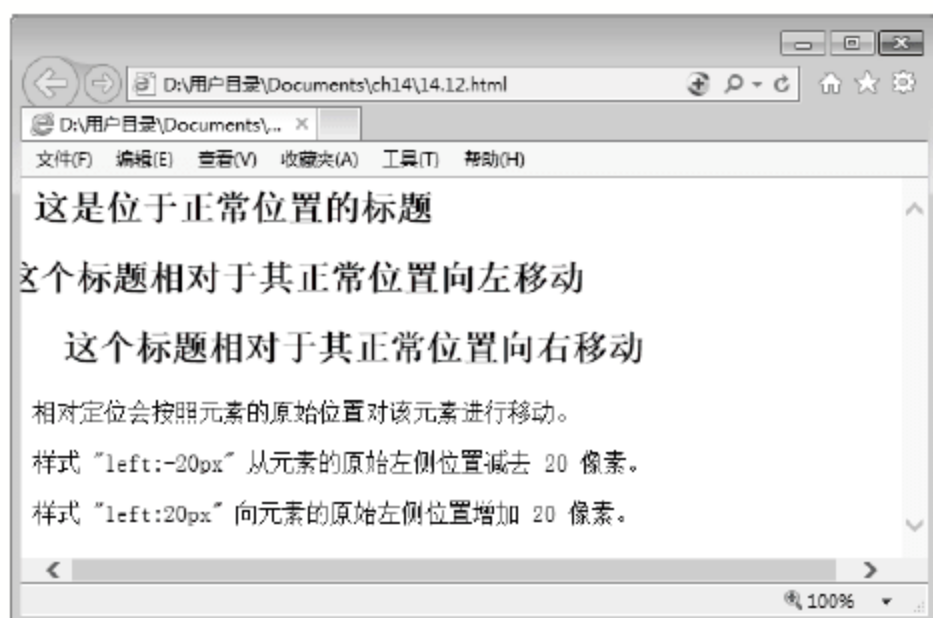 D:\用户目录\Documents\ch14\14.12.html
D:\用户目录\Documents\...
文件(F) 编辑(E) 查看(V) 收藏夹(A) 工具(T) 帮助(H)
这是位于正常位置的标题
这个标题相对于其正常位置向左移动
这个标题相对于其正常位置向右移动
相对定位会按照元素的原始位置对该元素进行移动。
样式 "left:-20px" 从元素的原始左侧位置减去 20 像素。
样式 "left:20px" 向元素的原始左侧位置增加 20 像素。
100%